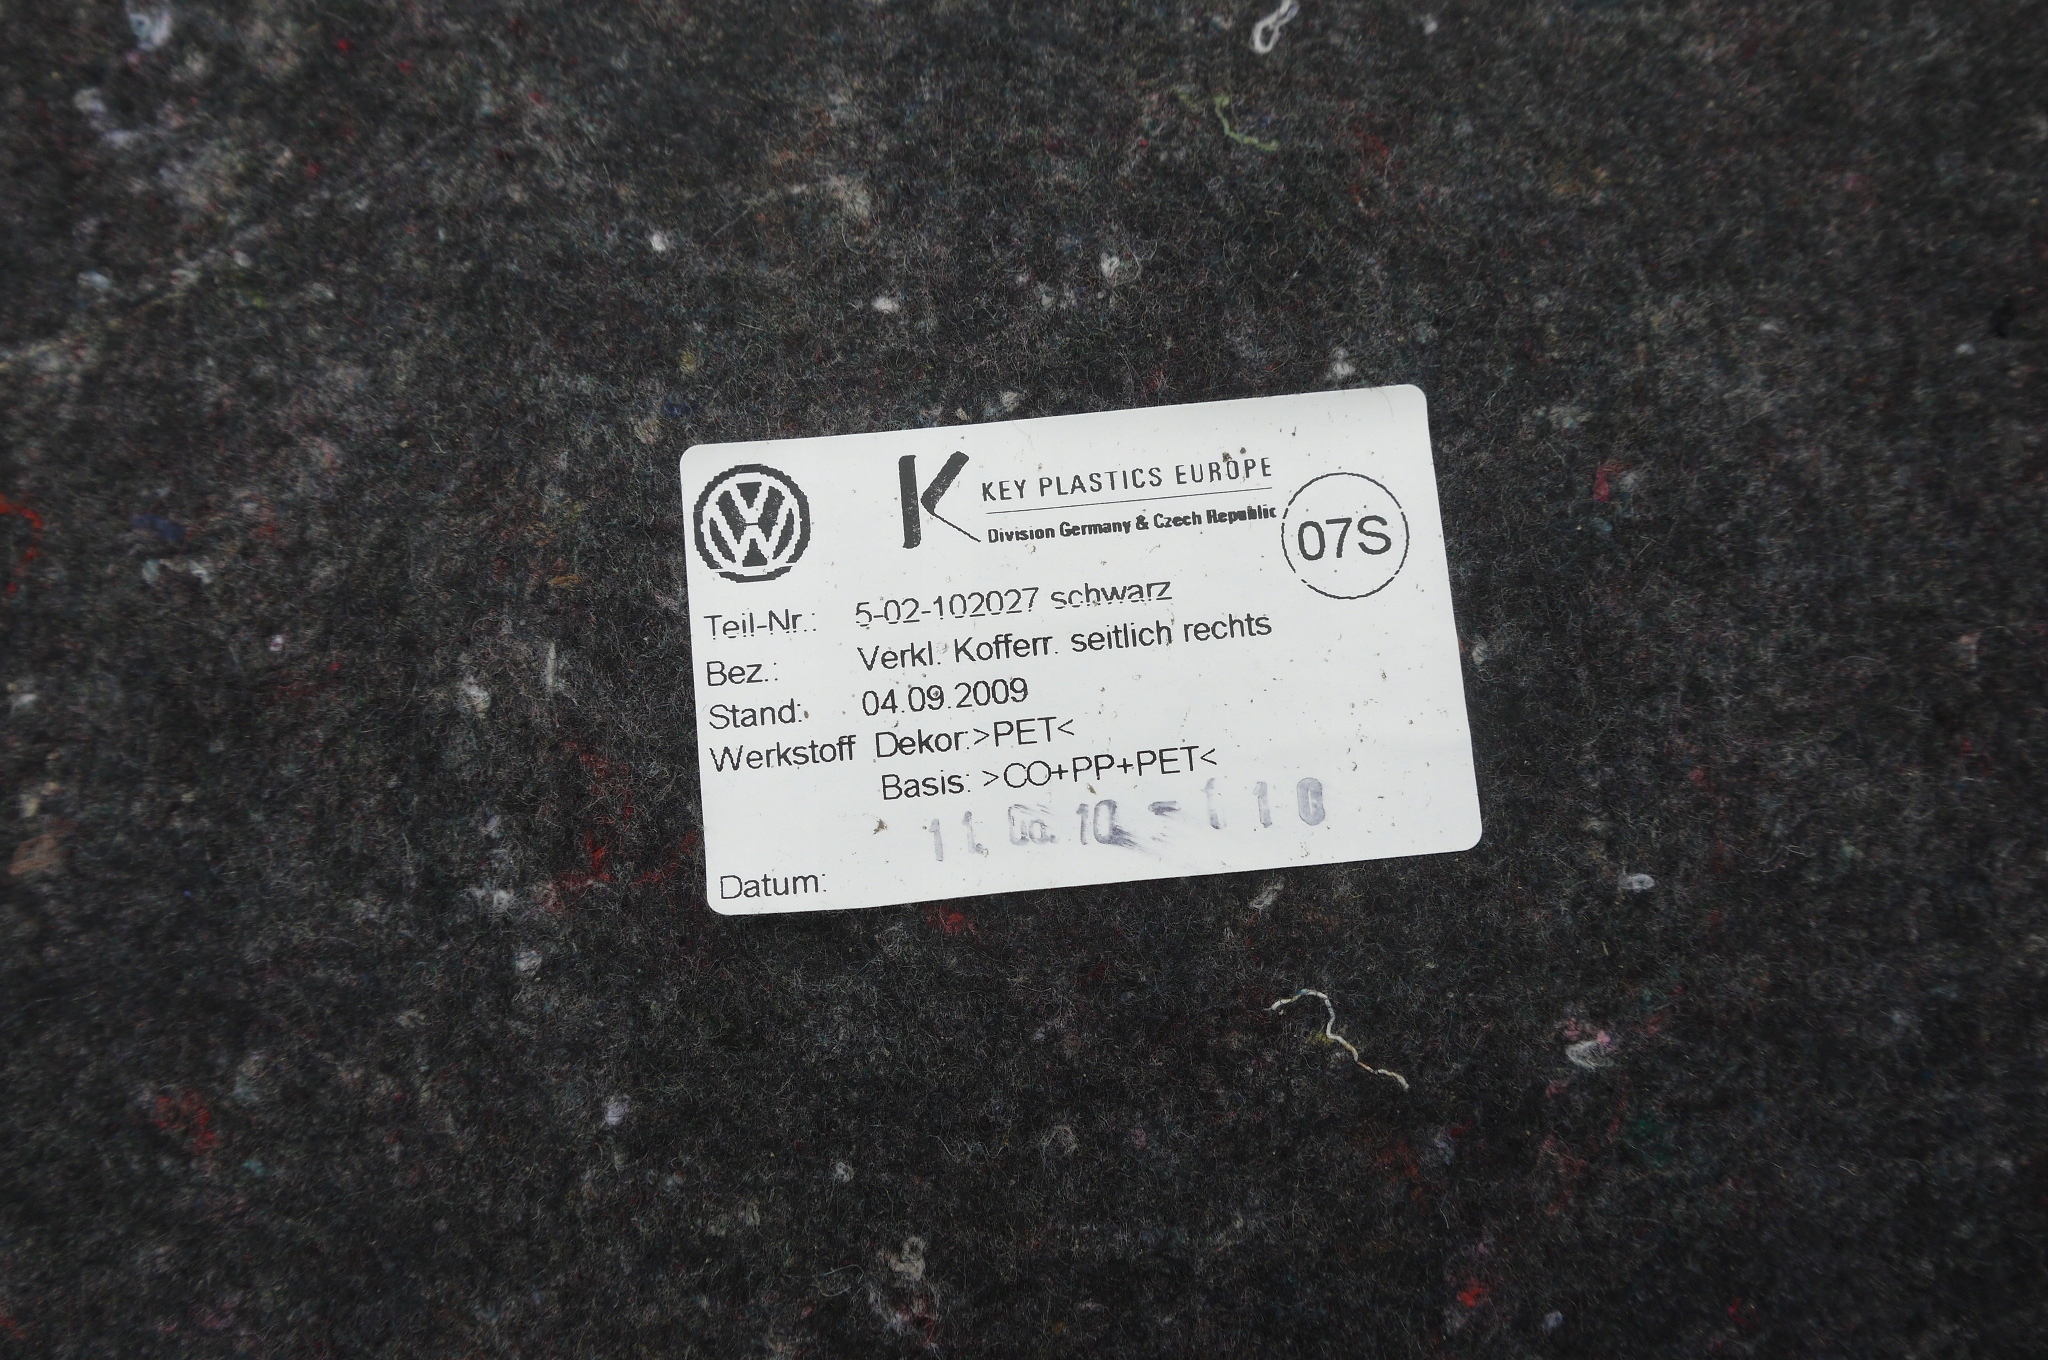 KEY PLASTICS EUROPE
Division Germany & Czech Republic
07S
Teil-Nr.: 5-02-102027 schwarz
Bez.: Verkl. Kofferr. seitlich rechts
Stand: 04.09.2009
Werkstoff Dekor:>PET<
Basis: >CO+PP+PET<
Datum: